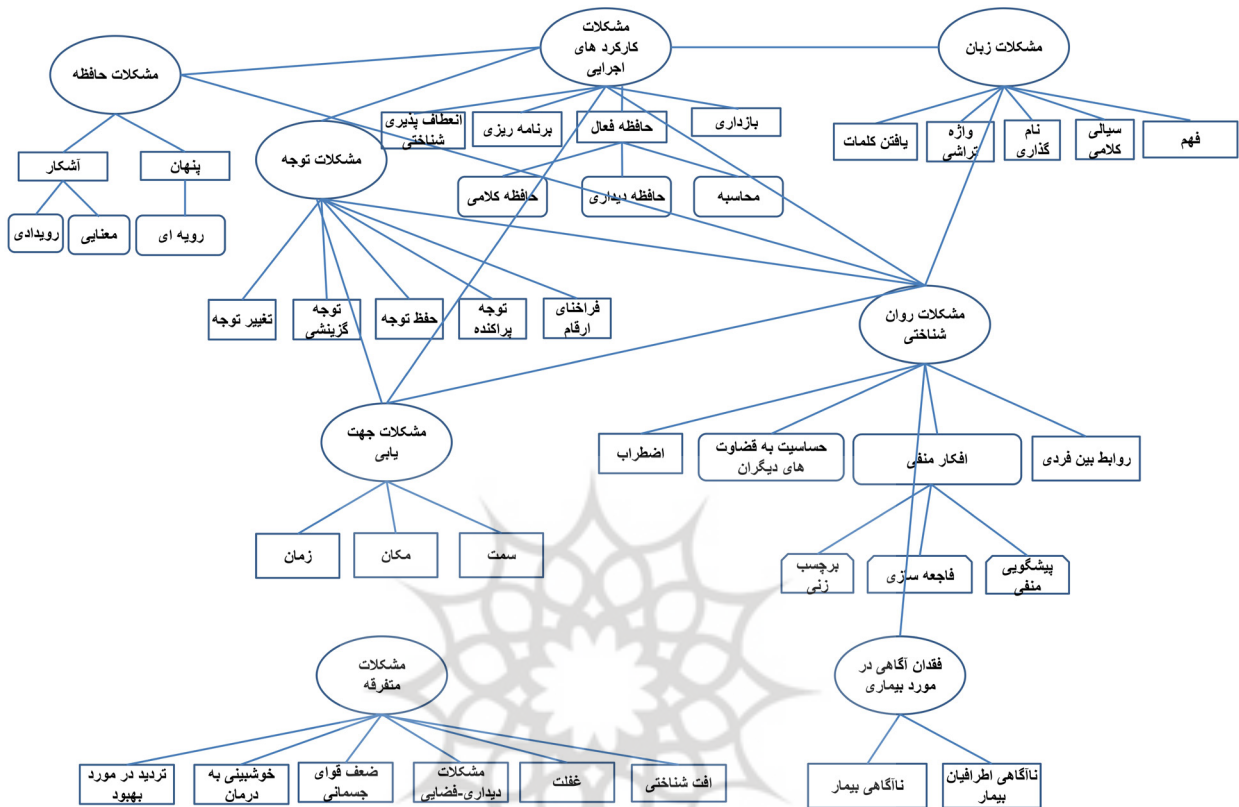 مشکلات زبان
مشکلات
کارکرد های
اجرایی
مشکلات حافظه
بازداری
حافظه فعال
برنامه ریزی
انعطاف پذیری
شناختی
فهم
سیالی
کلامی
نام
گذاری
واژه
تراشی
یافتن کلمات
مشکلات توجه
پنهان
آشکار
محاسبه
حافظه دیداری
حافظه کلامی
رویه ای
معنایی
رویدادی
فراخنای
ارقام
توجه
پراکنده
حفظ توجه
توجه
گزینشی
تغییر توجه
مشکلات روان
شناختی
مشکلات جهت
یابی
روابط بین فردی
افکار منفی
حساسیت به قضاوت
های دیگران
اضطراب
سمت
مکان
زمان
پیشگویی
منفی
فاجعه سازی
برچسب
زنی
فقدان آگاهی در
مورد بیماری
مشکلات
متفرقه
ناآگاهی اطرافیان
بیمار
ناآگاهی بیمار
افت شناختی
غفلت
مشکلات
دیداری-فضایی
ضعف قوای
جسمانی
خوشبینی به
درمان
تردید در مورد
بهبود